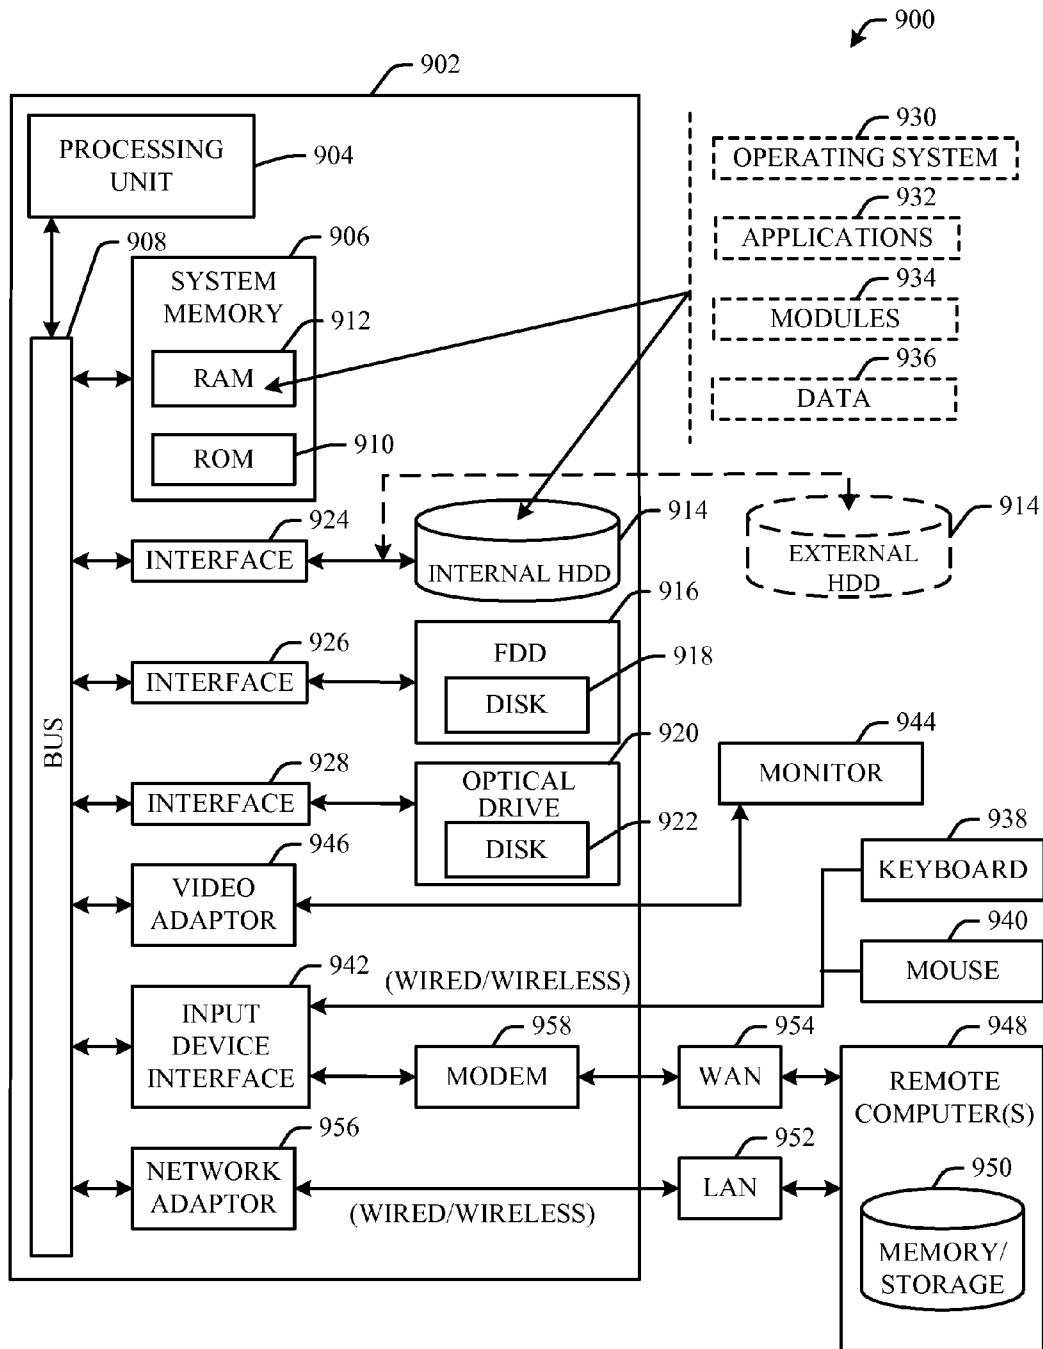 900
902
PROCESSING
UNIT
904
930
OPERATING SYSTEM
932
APPLICATIONS
934
MODULES
936
DATA
908
906
SYSTEM
MEMORY
912
RAM
910
ROM
BUS
924
INTERFACE
914
INTERNAL HDD
914
EXTERNAL
HDD
926
INTERFACE
916
FDD
918
DISK
928
INTERFACE
920
OPTICAL
DRIVE
922
DISK
944
MONITOR
946
VIDEO
ADAPTOR
938
KEYBOARD
940
MOUSE
942
INPUT
DEVICE
INTERFACE
(WIRED/WIRELESS)
958
MODEM
954
WAN
948
REMOTE
COMPUTER(S)
956
NETWORK
ADAPTOR
(WIRED/WIRELESS)
952
LAN
950
MEMORY/
STORAGE